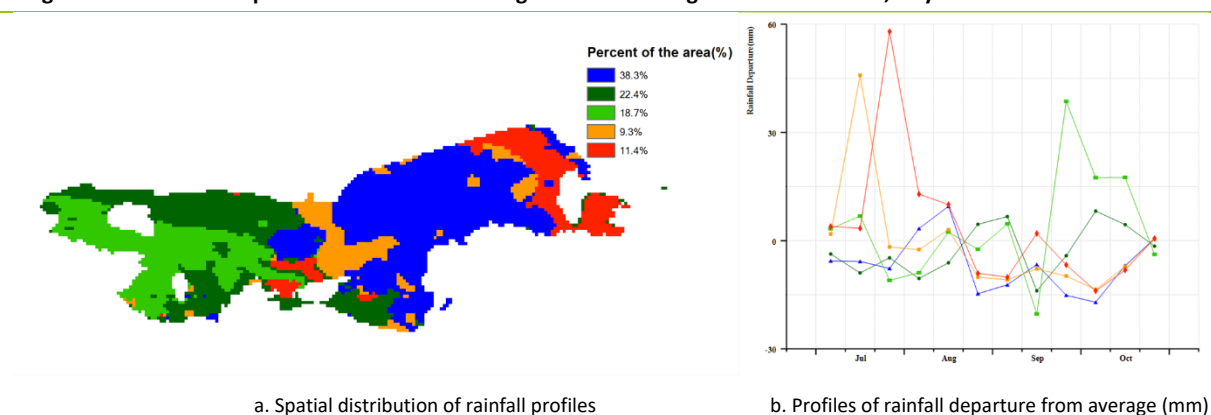 Percent of the area(%)
38.3%
22.4%
18.7%
9.3%
11.4%
Rainfall Departure(mm)
60
30
0
-30
Jul
Aug
Sep
Oct
a. Spatial distribution of rainfall profiles
b. Profiles of rainfall departure from average (mm)